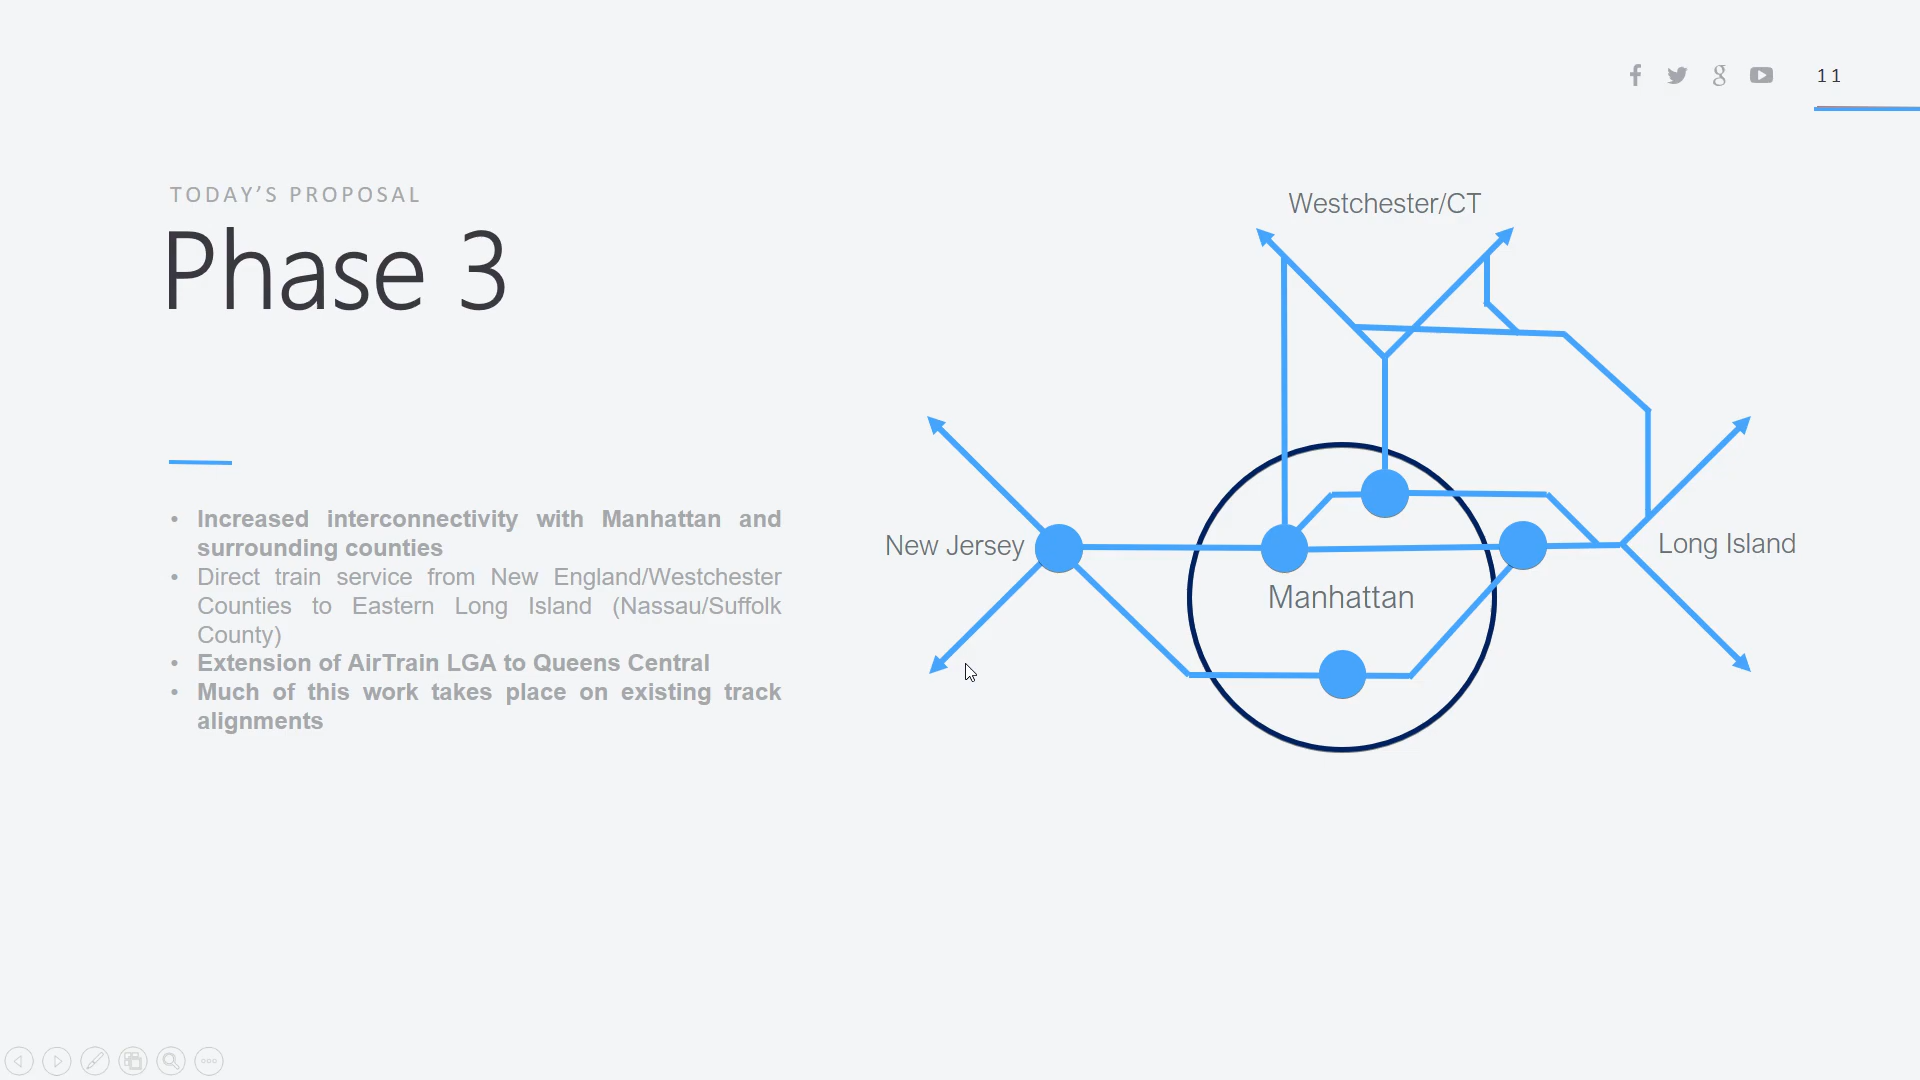 11
TODAY’S PROPOSAL
Phase 3
• Increased interconnectivity with Manhattan and
surrounding counties
• Direct train service from New England/Westchester
Counties to Eastern Long Island (Nassau/Suffolk
County)
• Extension of AirTrain LGA to Queens Central
• Much of this work takes place on existing track
alignments
Westchester/CT
New Jersey
Manhattan
Long Island